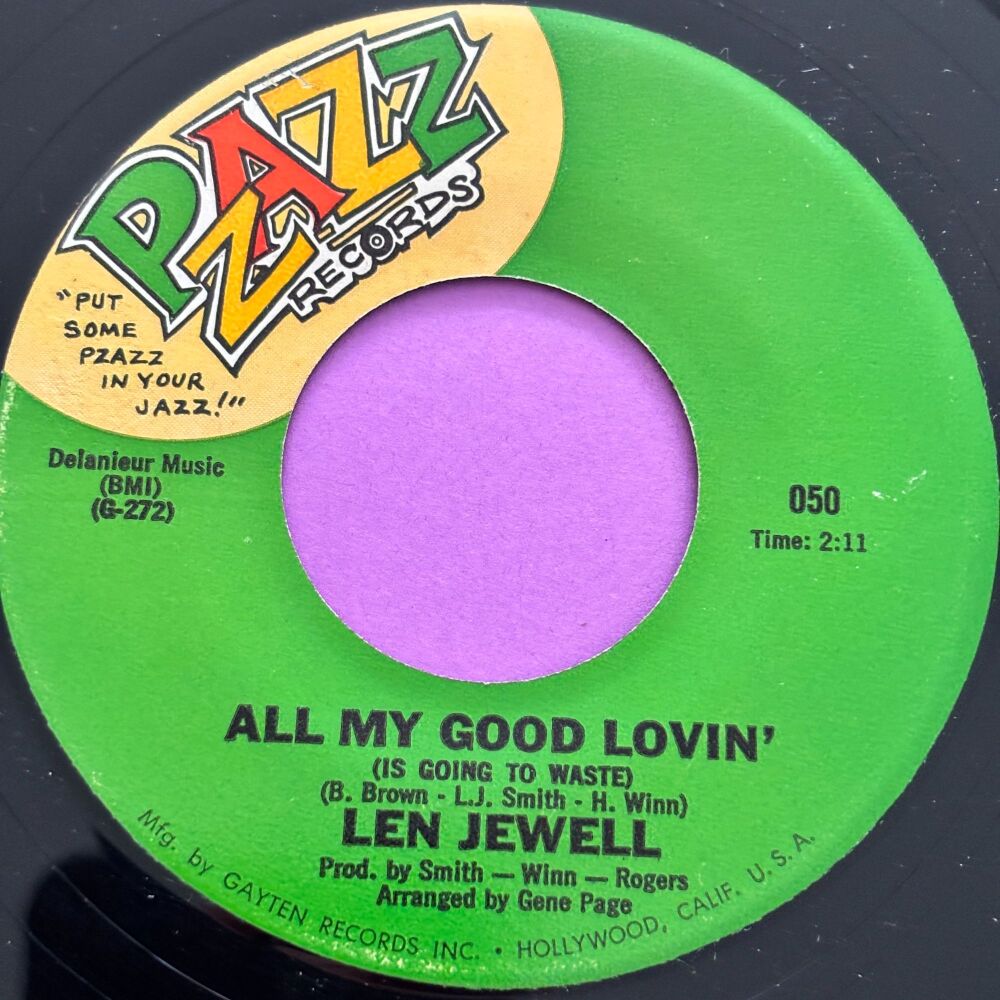 PZAZZ
RECORDS
"PUT
SOME
PZAZZ
IN YOUR
JAZZ!"
Delanieur Music
(BMI)
(G-272)
050
Time: 2:11
ALL MY GOOD LOVIN'
(IS GOING TO WASTE)
(B. Brown - L.J. Smith - H. Winn)
LEN JEWELL
Prod. by Smith — Winn — Rogers
Arranged by Gene Page
Mfg. by GAYTEN RECORDS INC. • HOLLYWOOD, CALIF. U. S. A.